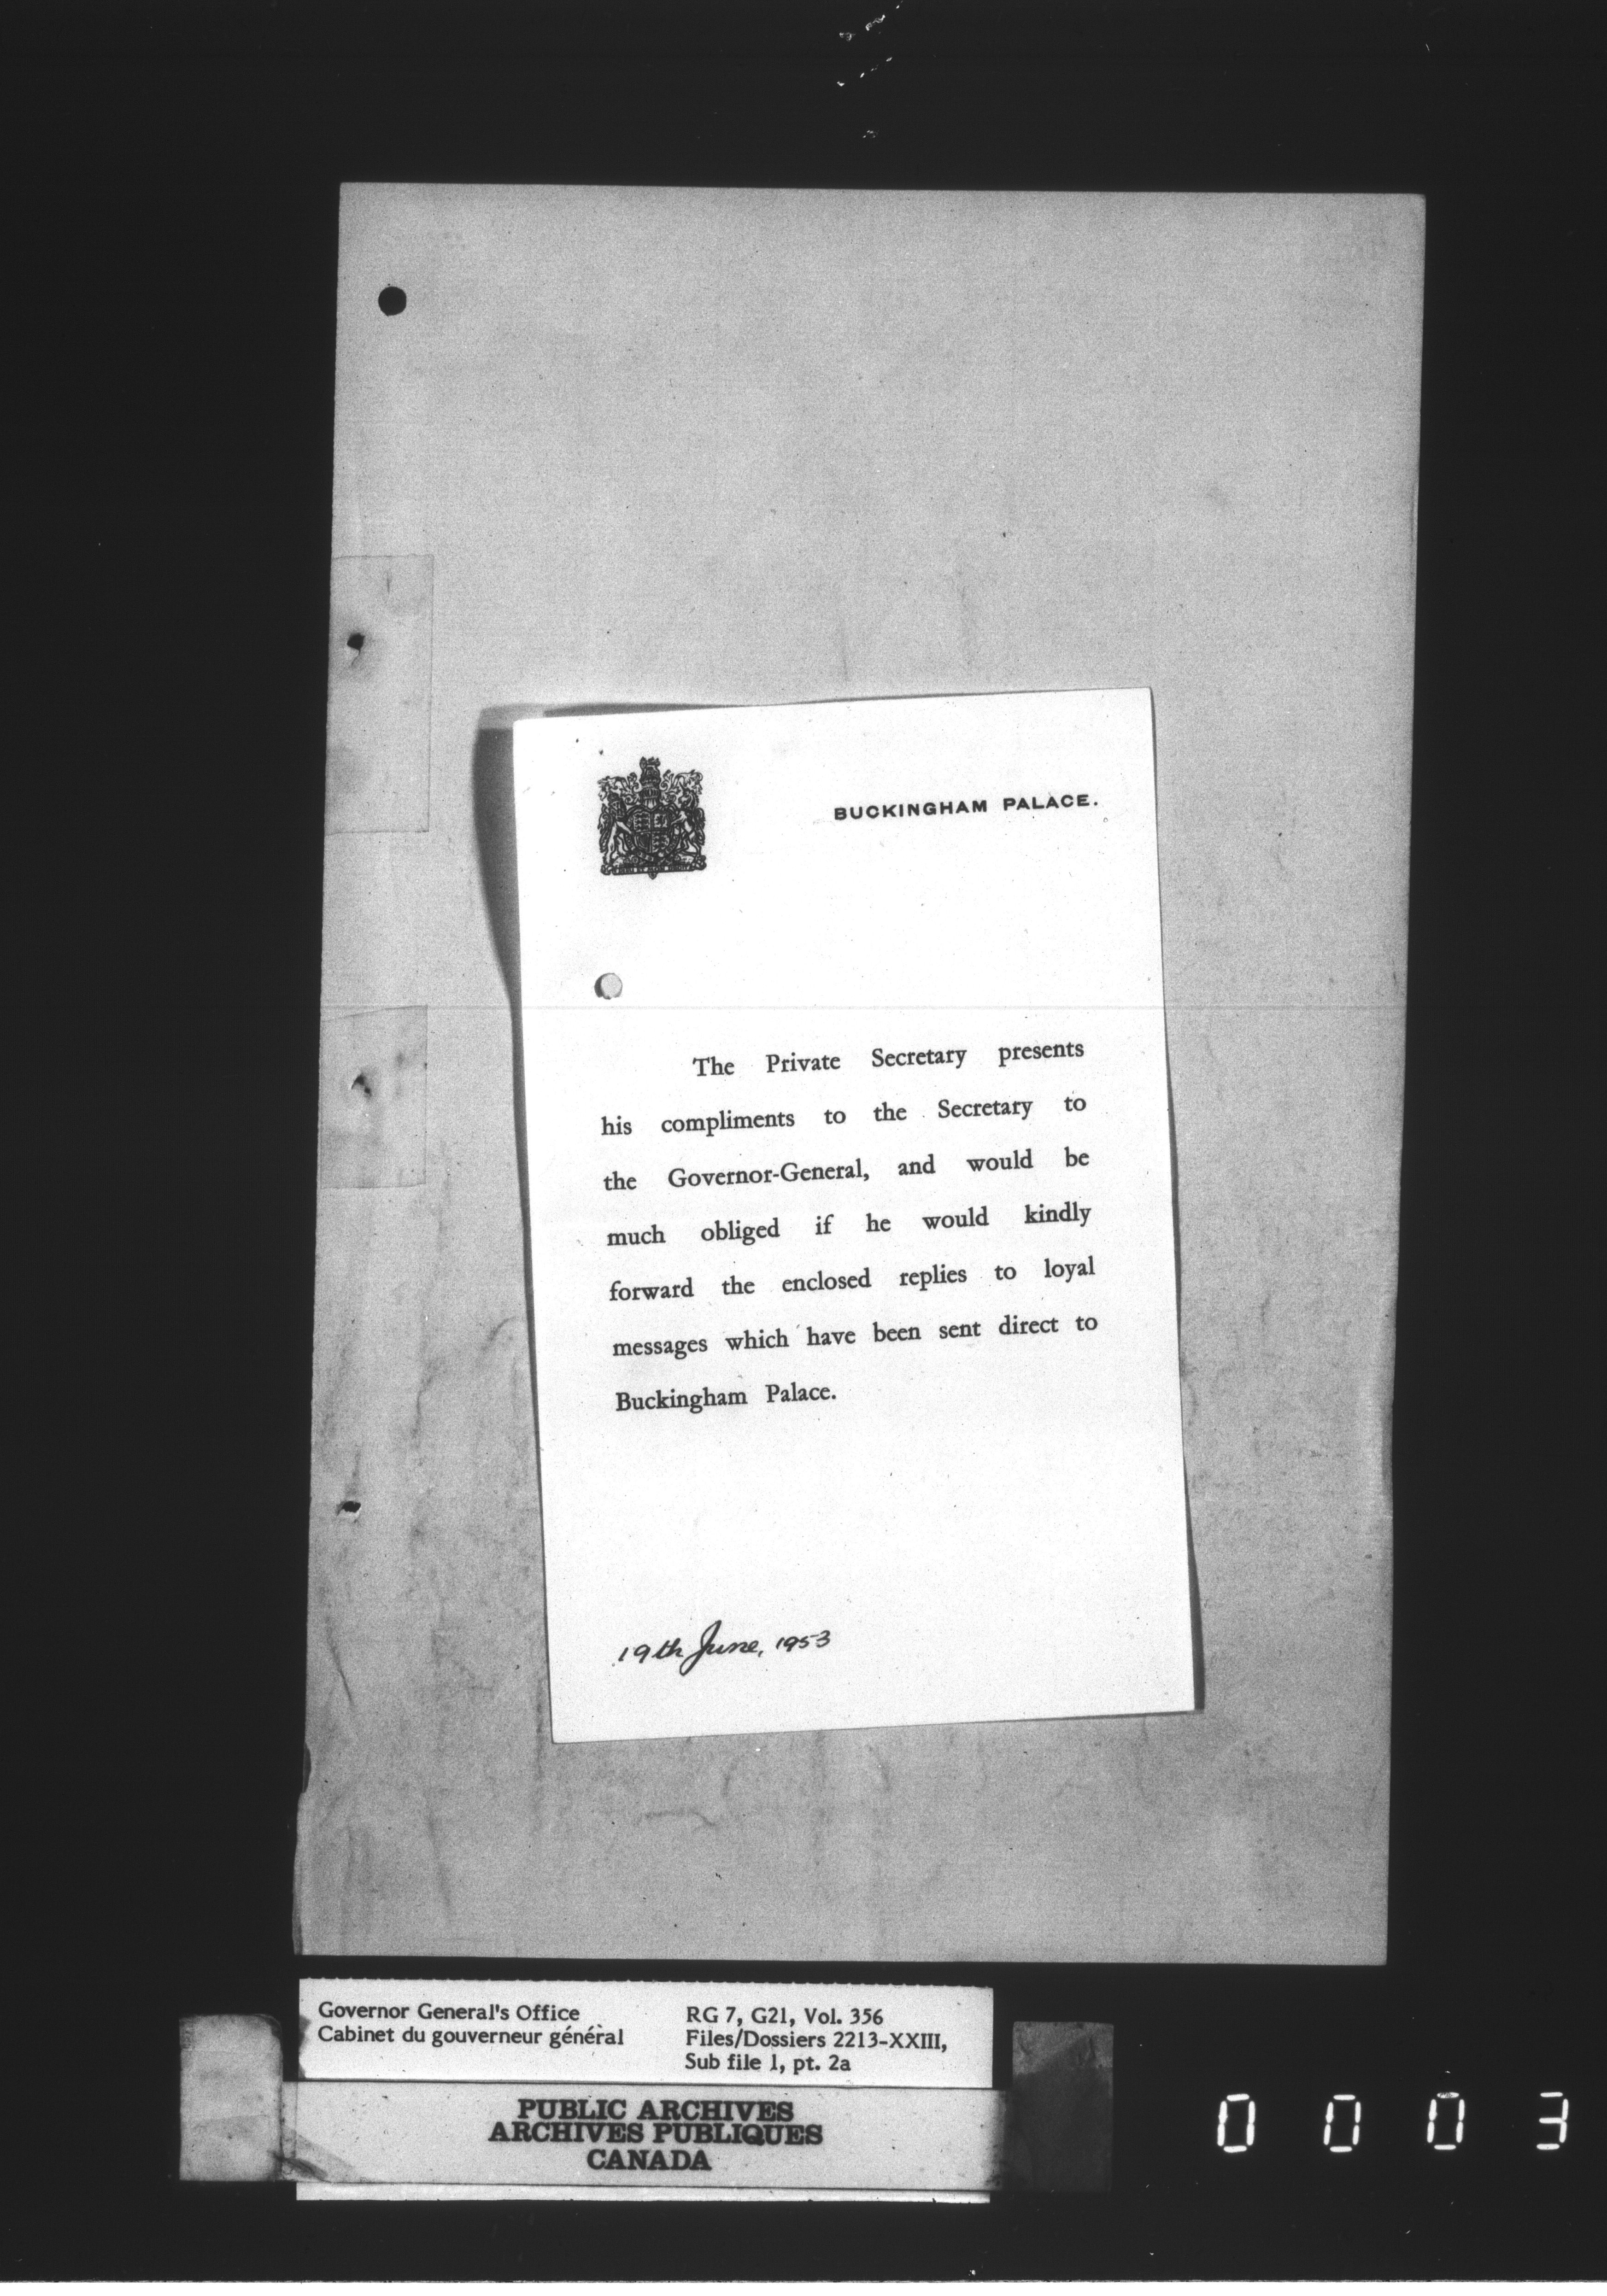 BUCKINGHAM PALACE.
The Private Secretary presents
his compliments to the Secretary to
the Governor-General, and would be
much obliged if he would kindly
forward the enclosed replies to loyal
messages which have been sent direct to
Buckingham Palace.
19th June, 1953
Governor General's Office
Cabinet du gouverneur général
RG 7, G21, Vol. 356
Files/Dossiers 2213-XXIII,
Sub file 1, pt. 2a
PUBLIC ARCHIVES
ARCHIVES PUBLIQUES
CANADA
0003